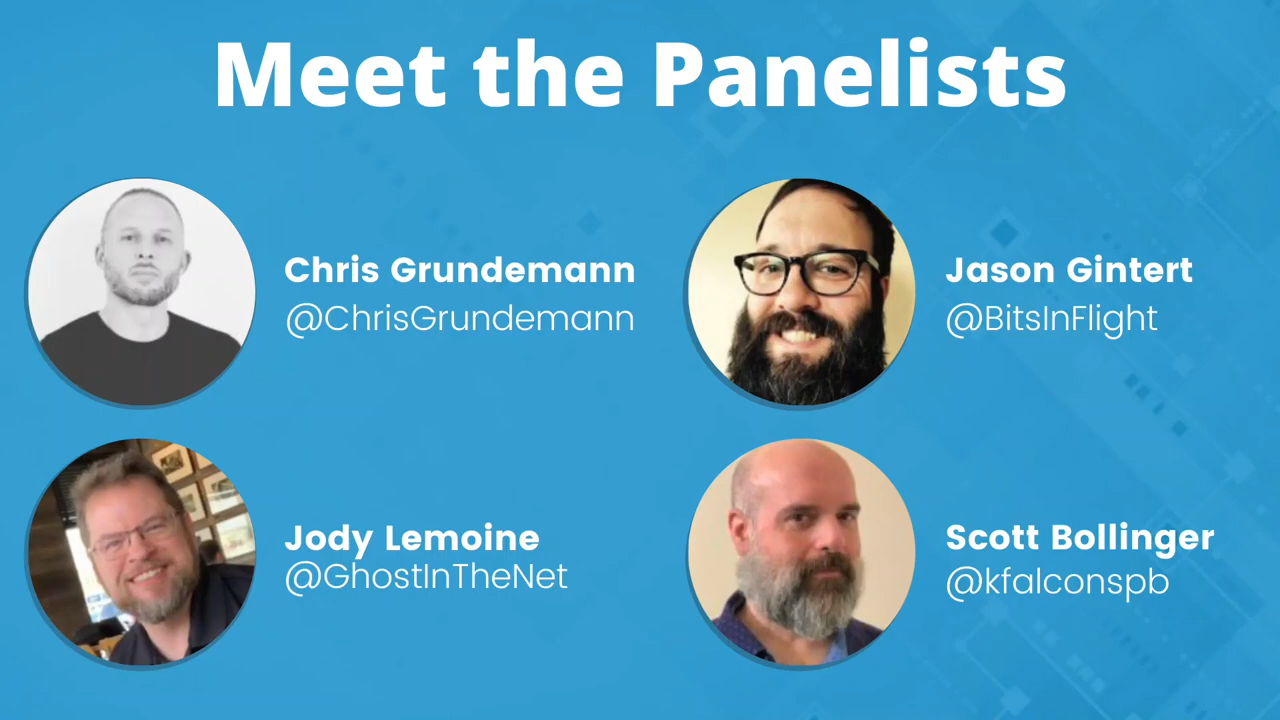 Meet the Panelists
Chris Grundemann
@ChrisGrundemann
Jason Gintert
@BitsInFlight
Jody Lemoine
@GhostInTheNet
Scott Bollinger
@kfalconspb